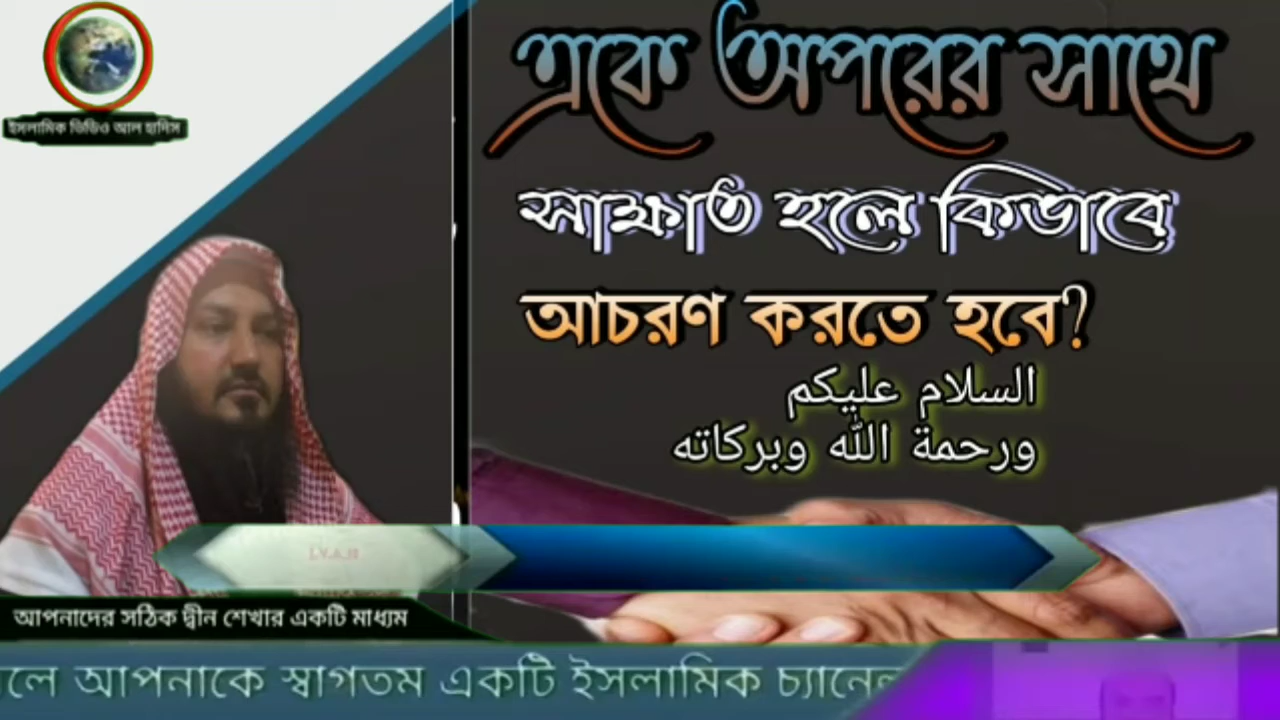 ইসলামিক ভিডিও আল হাদিস
একে অপরের সাথে
সাক্ষাত হলে কিভাবে
আচরণ করতে হবে?
السلام عليكم
ورحمة الله وبركاته
I.V.A.H
আপনাদের সঠিক দ্বীন শেখার একটি মাধ্যম
আপনাকে স্বাগতম একটি ইসলামিক